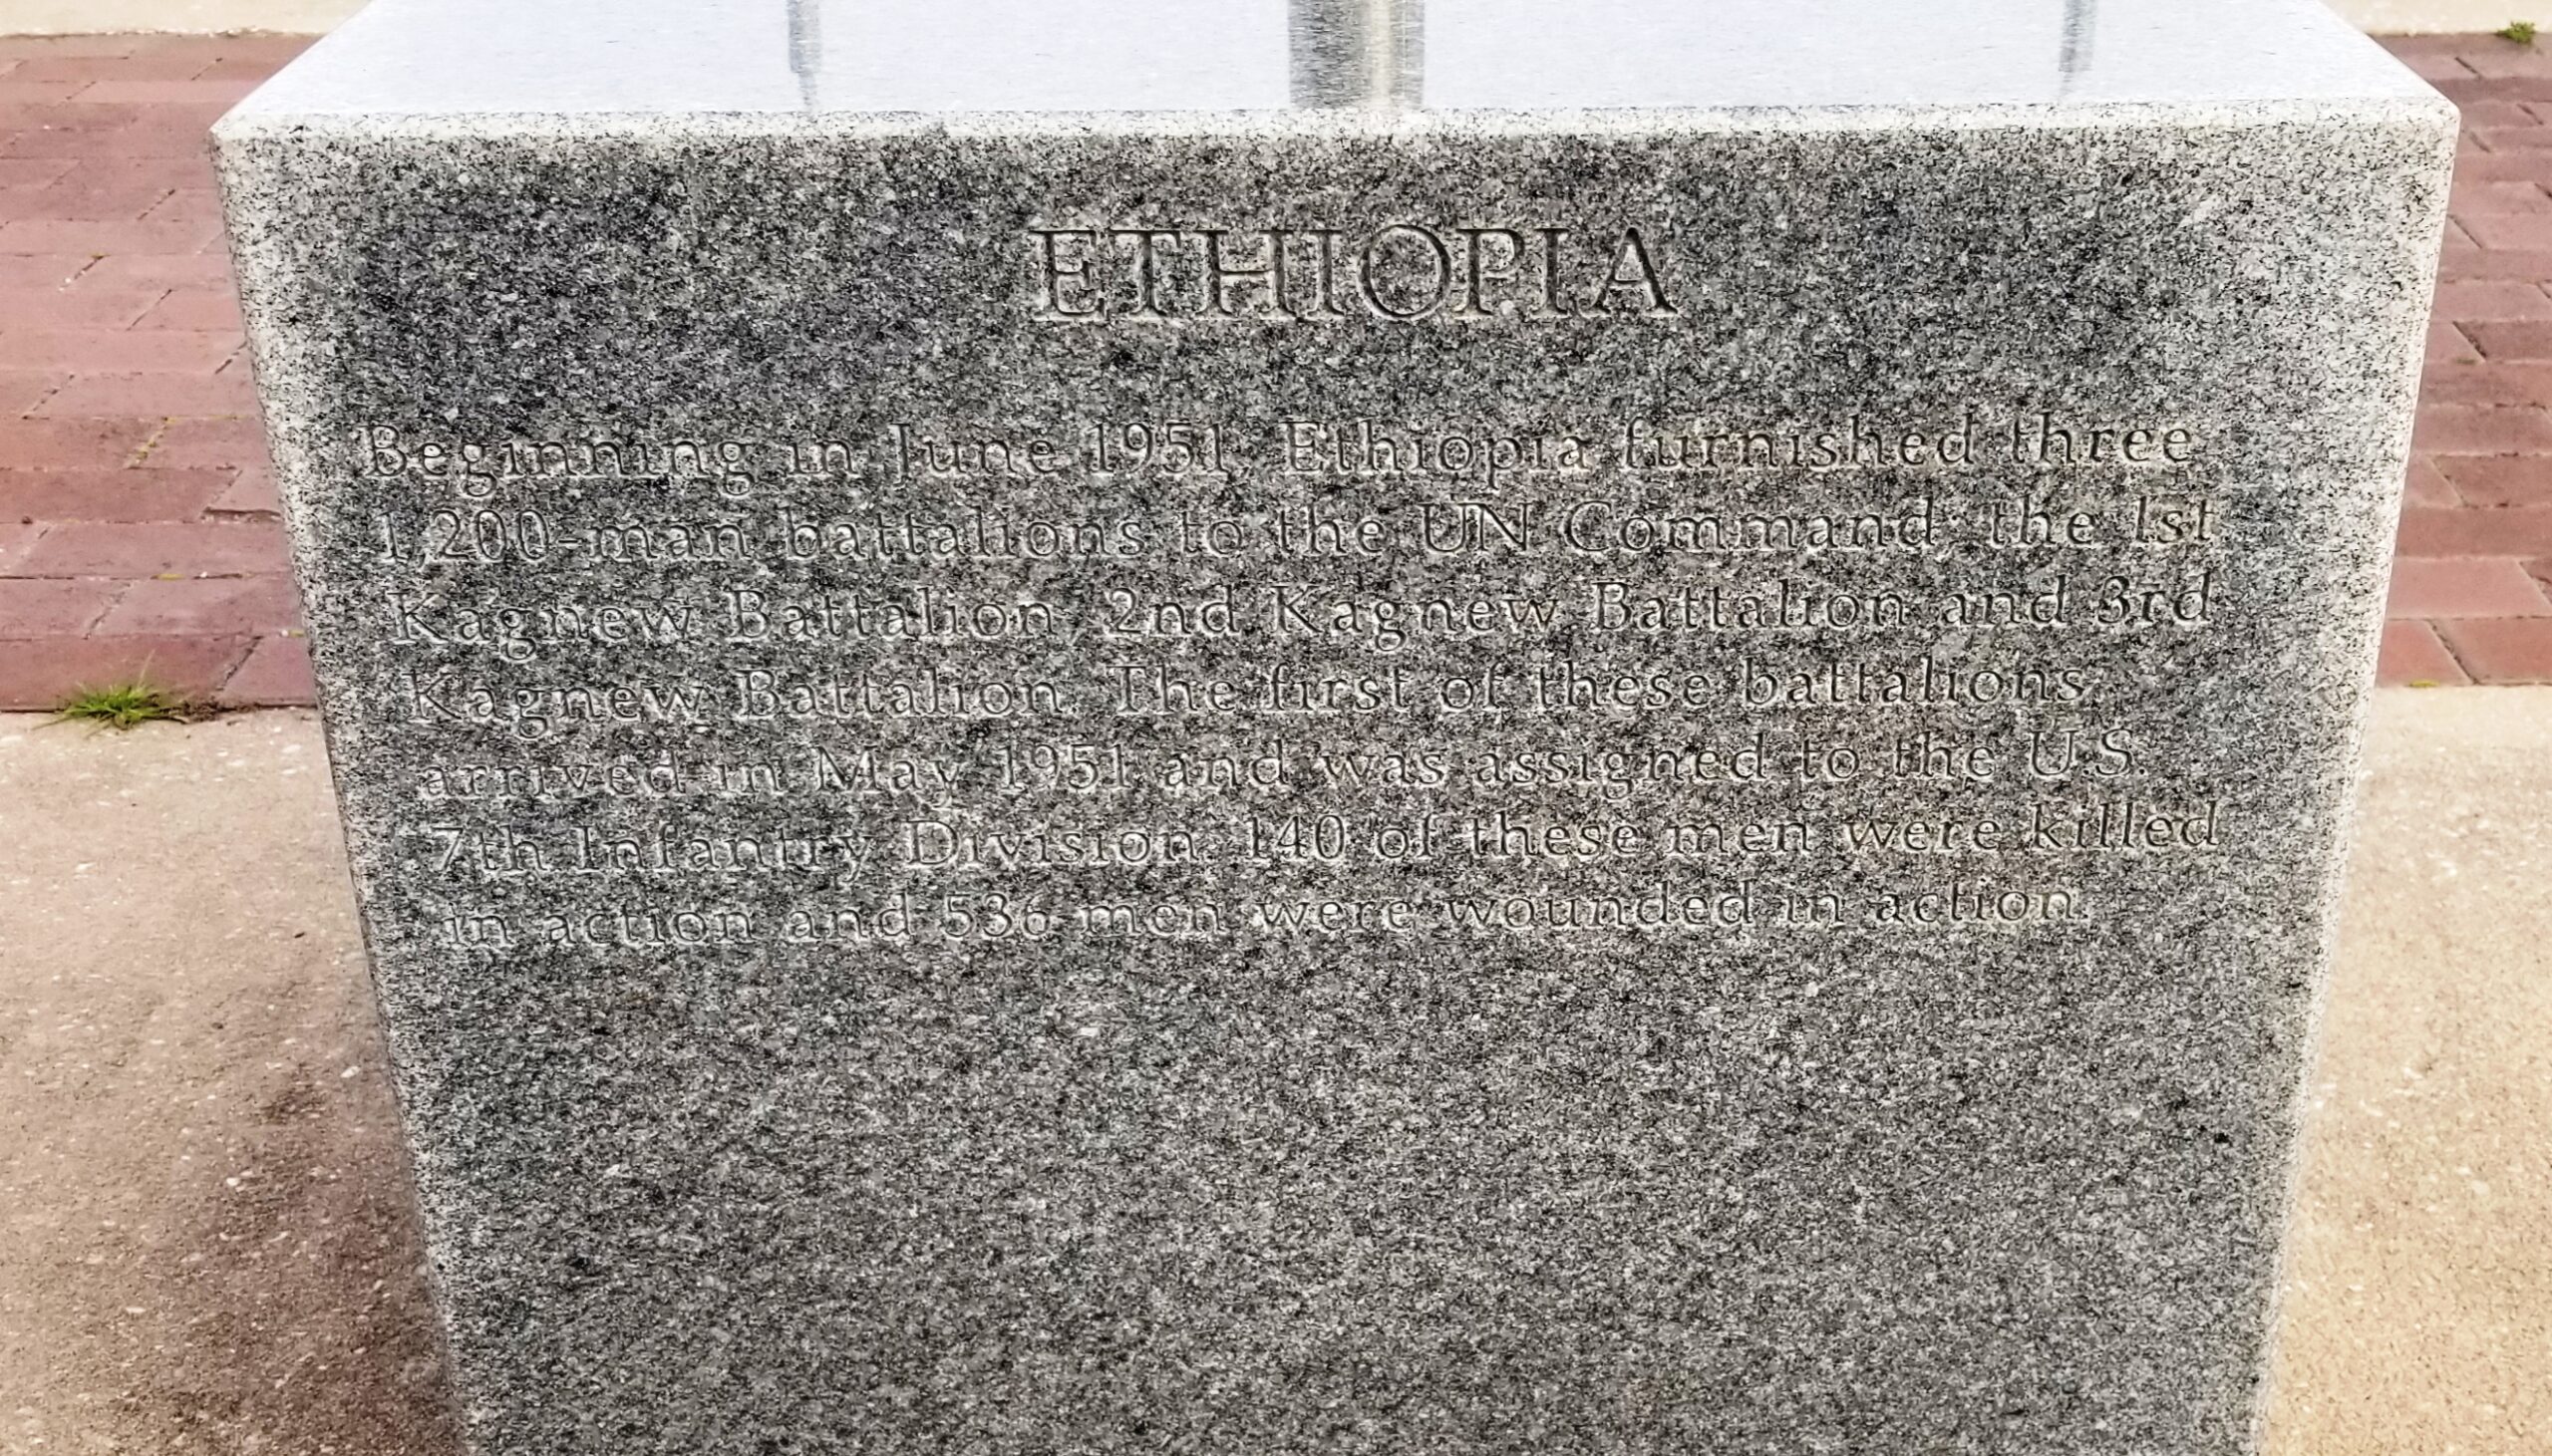 ETHIOPIA
Beginning in June 1951, Ethiopia furnished three
1,200-man battalions to the UN Command; the 1st
Kagnew Battalion, 2nd Kagnew Battalion and 3rd
Kagnew Battalion. The first of these battalions
arrived in May 1951 and was assigned to the U.S.
7th Infantry Division. 140 of these men were killed
in action and 536 men were wounded in action.